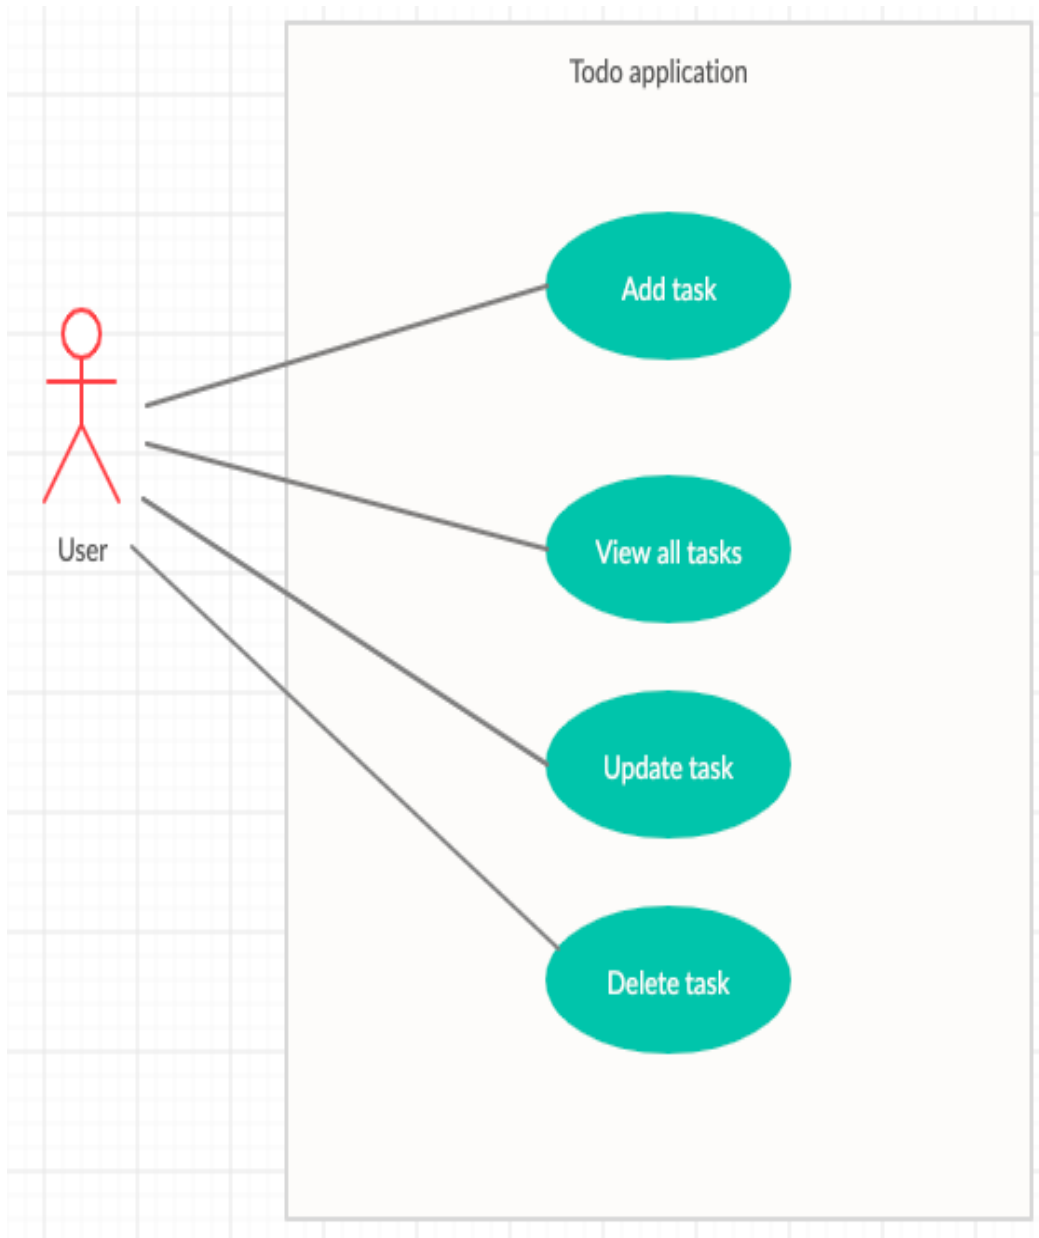 Todo application
Add task
User
View all tasks
Update task
Delete task